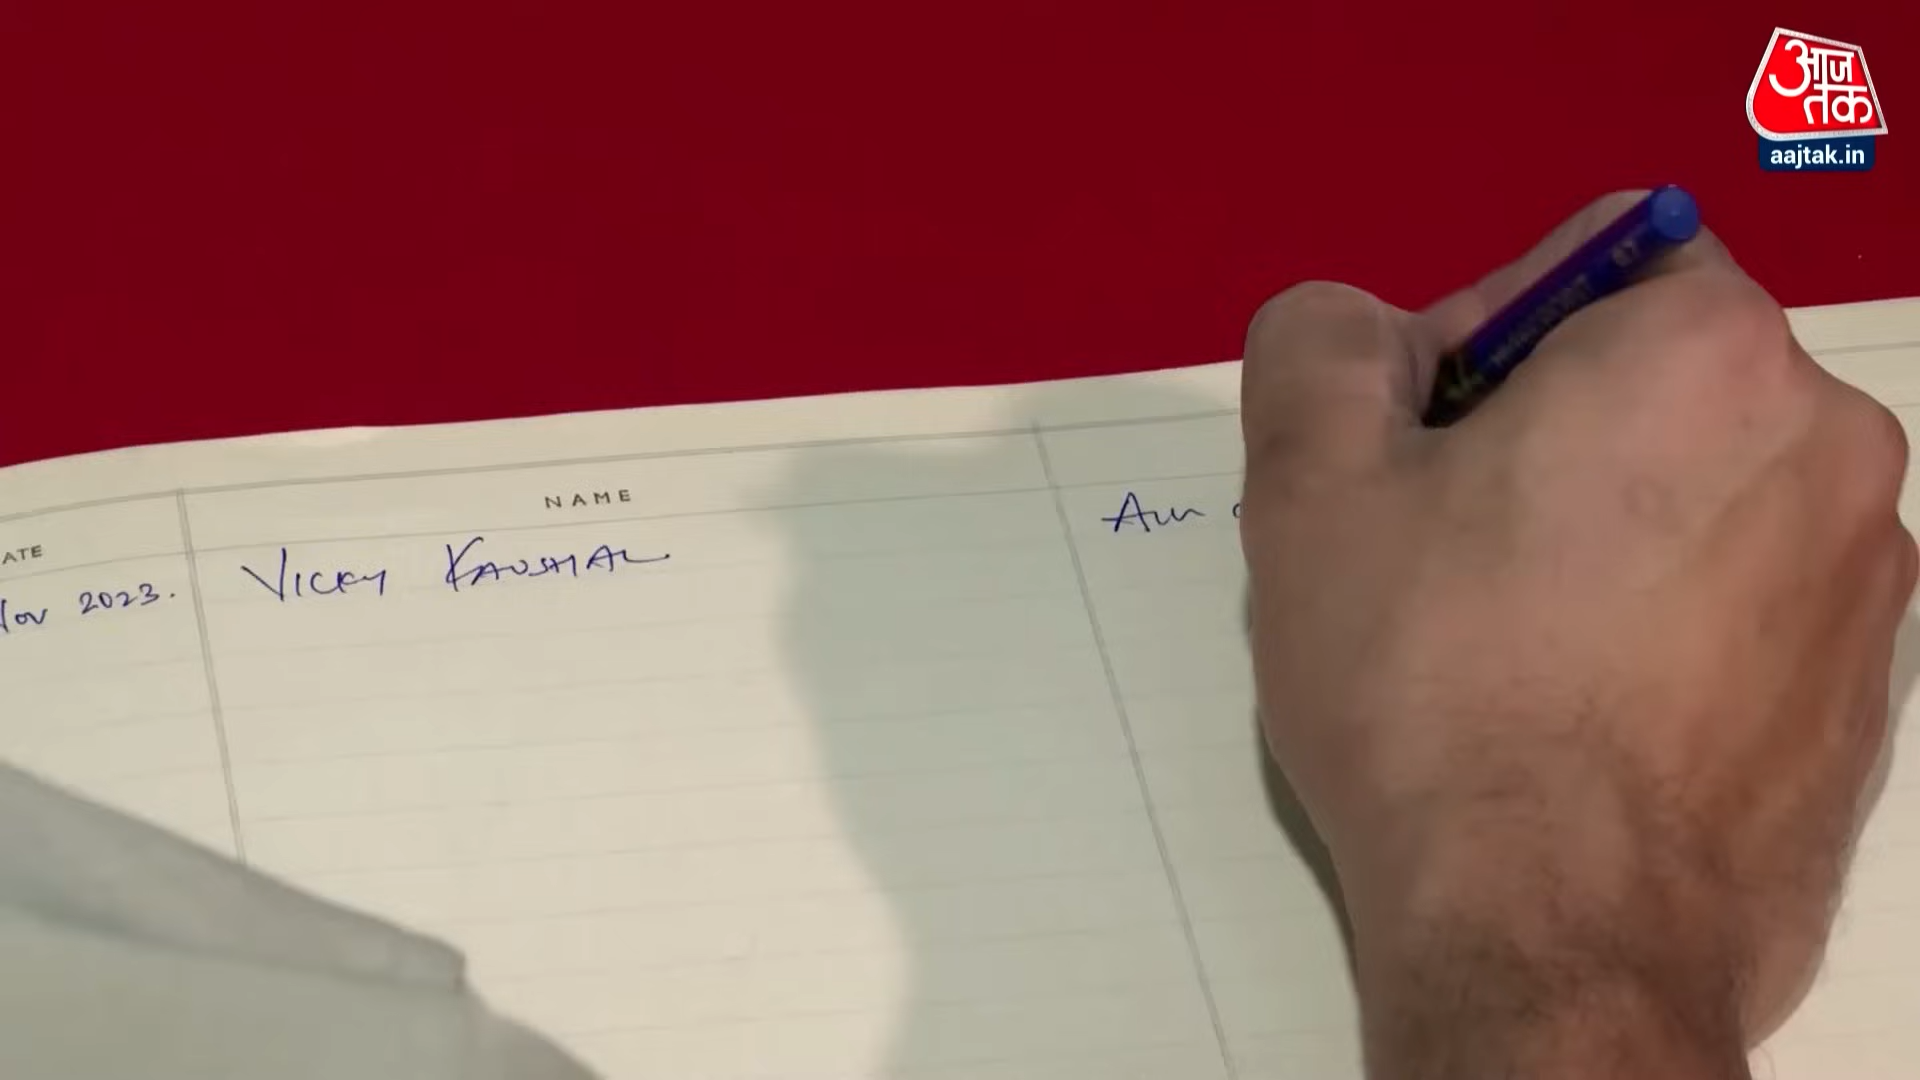 आज
तक
aajtak.in
NAME
ATE
Nov 2023.
VICKY KAUSHAL